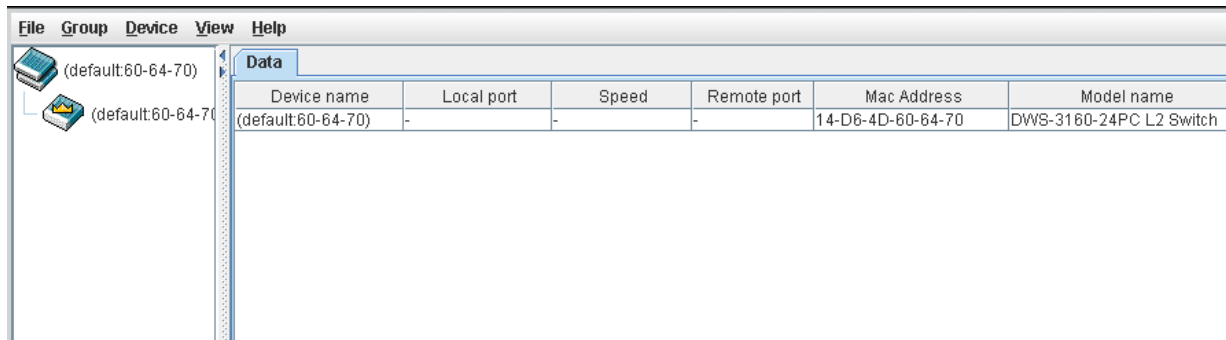 File Group Device View Help
(default:60-64-70)
(default:60-64-70
Data
Device name Local port Speed Remote port Mac Address Model name
(default:60-64-70) - - - 14-D6-4D-60-64-70 DWS-3160-24PC L2 Switch